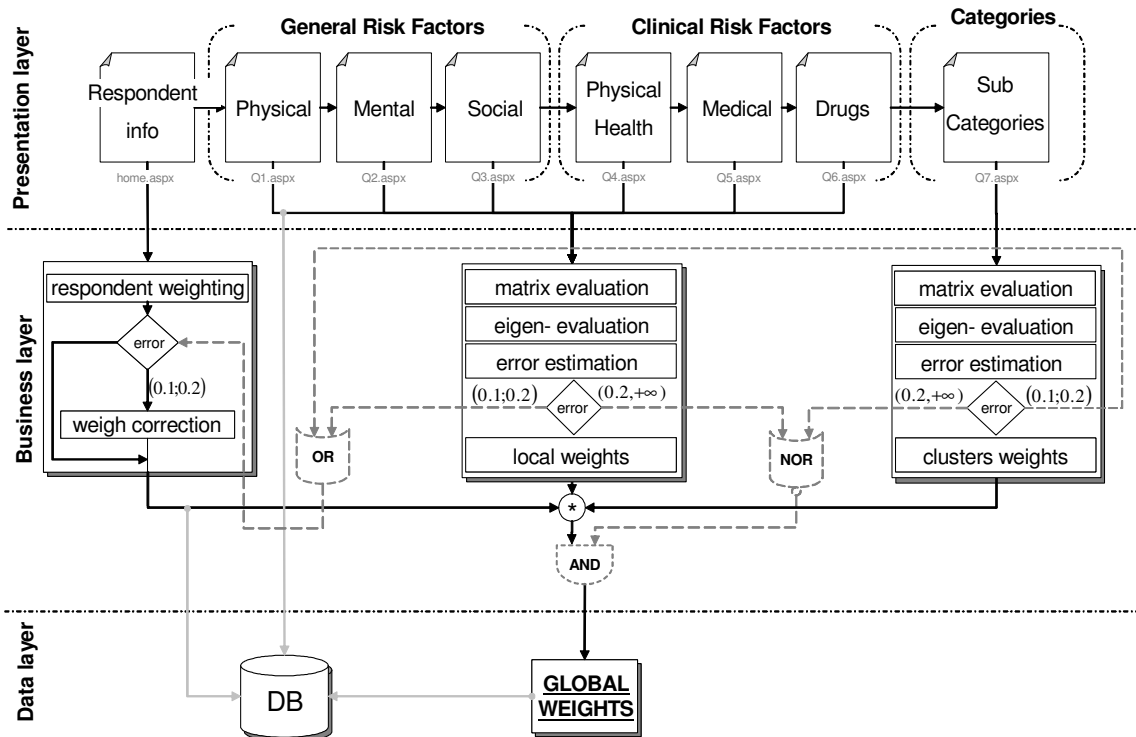 General Risk Factors
Clinical Risk Factors
Categories
Presentation layer
Respondent
info
Physical
Mental
Social
Physical
Health
Medical
Drugs
Sub
Categories
home.aspx
Q1.aspx
Q2.aspx
Q3.aspx
Q4.aspx
Q5.aspx
Q6.aspx
Q7.aspx
Business layer
respondent weighting
error
(0.1;0.2)
weigh correction
matrix evaluation
eigen- evaluation
error estimation
(0.1;0.2)
error
(0.2,+∞)
local weights
matrix evaluation
eigen- evaluation
error estimation
(0.2,+∞)
error
(0.1;0.2)
clusters weights
OR
NOR
*
AND
Data layer
DB
GLOBAL
WEIGHTS